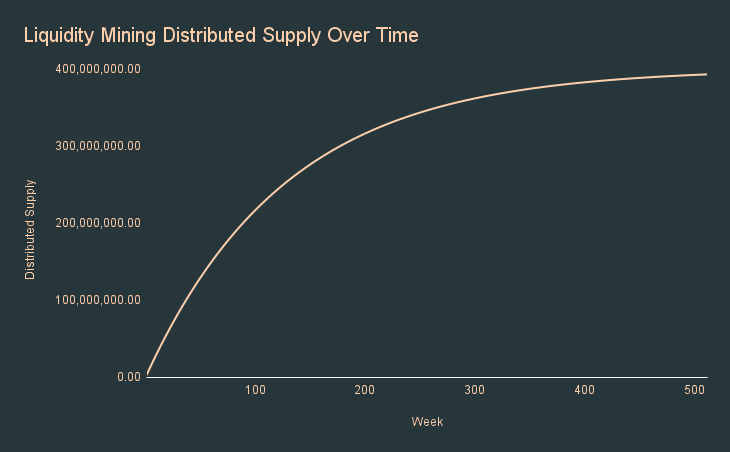 Liquidity Mining Distributed Supply Over Time
400,000,000.00
300,000,000.00
200,000,000.00
100,000,000.00
0.00
Distributed Supply
100 200 300 400 500
Week